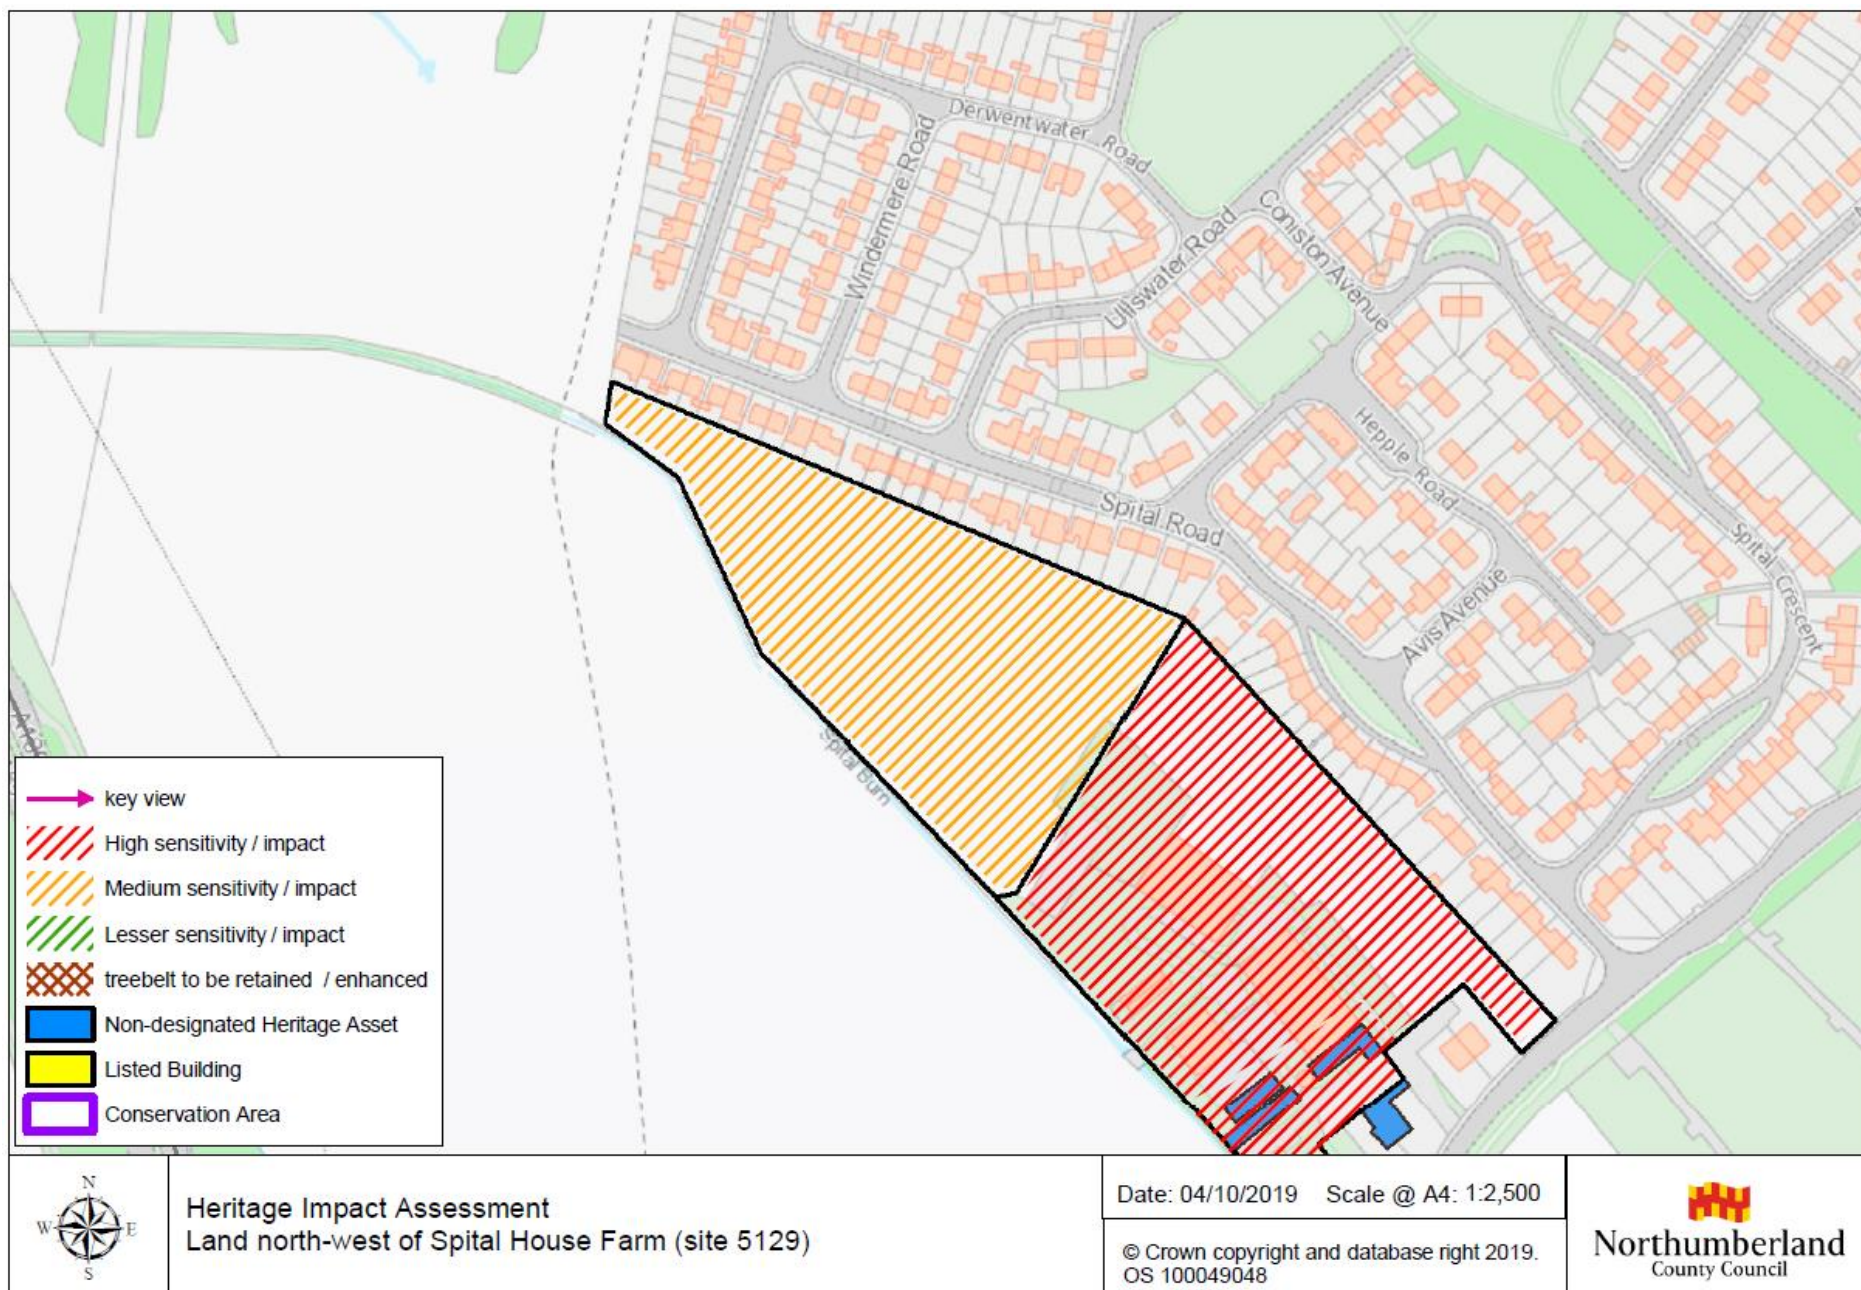 Derwentwater Road
Windermere Road
Coniston Avenue
Ullswater Road
Hepple Road
Spital Road
Spital Crescent
Avis Avenue
Spital Burn
key view
High sensitivity / impact
Medium sensitivity / impact
Lesser sensitivity / impact
treebelt to be retained / enhanced
Non-designated Heritage Asset
Listed Building
Conservation Area
N
W E
S
Heritage Impact Assessment
Land north-west of Spital House Farm (site 5129)
Date: 04/10/2019 Scale @ A4: 1:2,500
© Crown copyright and database right 2019.
OS 100049048
Northumberland
County Council